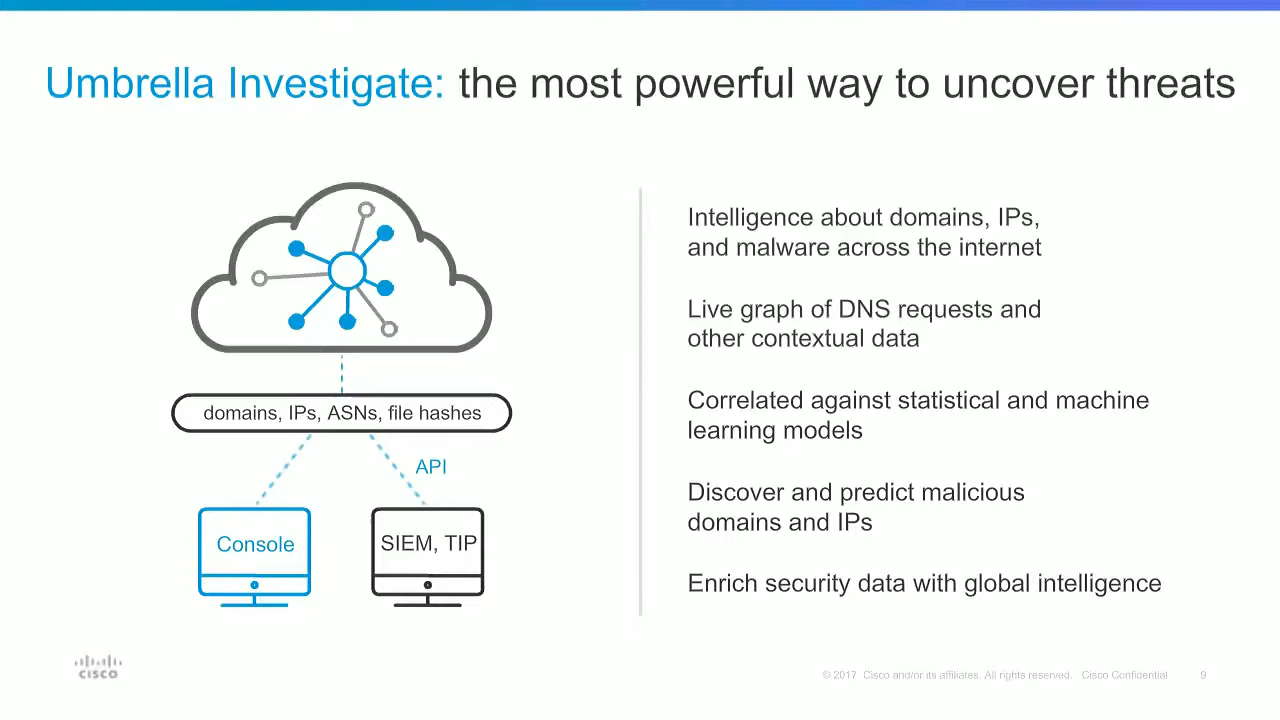 Umbrella Investigate: the most powerful way to uncover threats
domains, IPs, ASNs, file hashes
API
Console
SIEM, TIP
Intelligence about domains, IPs,
and malware across the internet
Live graph of DNS requests and
other contextual data
Correlated against statistical and machine
learning models
Discover and predict malicious
domains and IPs
Enrich security data with global intelligence
CISCO
© 2017 Cisco and/or its affiliates. All rights reserved. Cisco Confidential
9